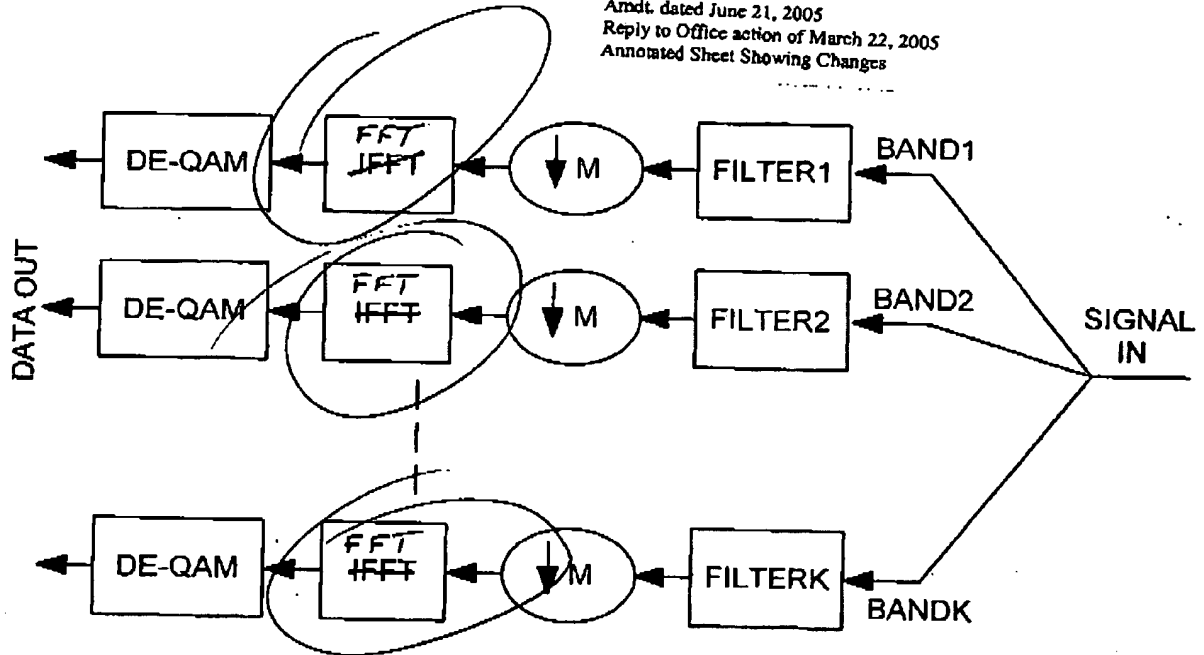 Amdt. dated June 21, 2005
Reply to Office action of March 22, 2005
Annotated Sheet Showing Changes
FFT
DE-QAM IFFT M FILTER1 BAND1
DATA OUT
FFT
DE-QAM IFFT M FILTER2 BAND2
SIGNAL
IN
FFT
DE-QAM IFFT M FILTERK BANDK